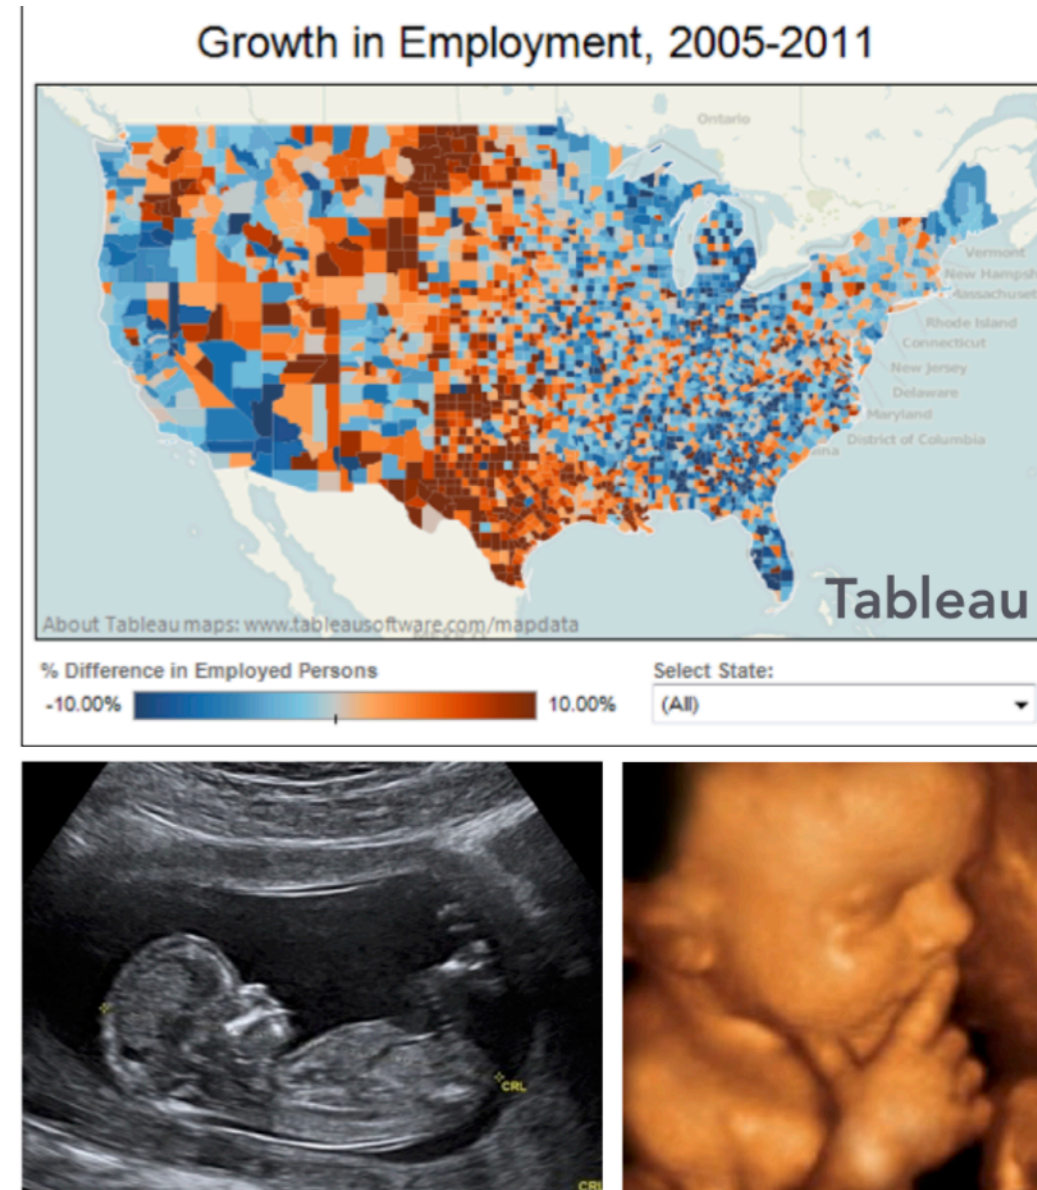 Growth in Employment, 2005-2011
Ontario
Vermont
New Hampsh
Massachuset
Rhode Island
Connecticut
New Jersey
Delaware
Maryland
District of Columbia
ina
Tableau
About Tableau maps: www.tableausoftware.com/mapdata
% Difference in Employed Persons
Select State:
-10.00%
10.00%
(All)
CRL
CRL